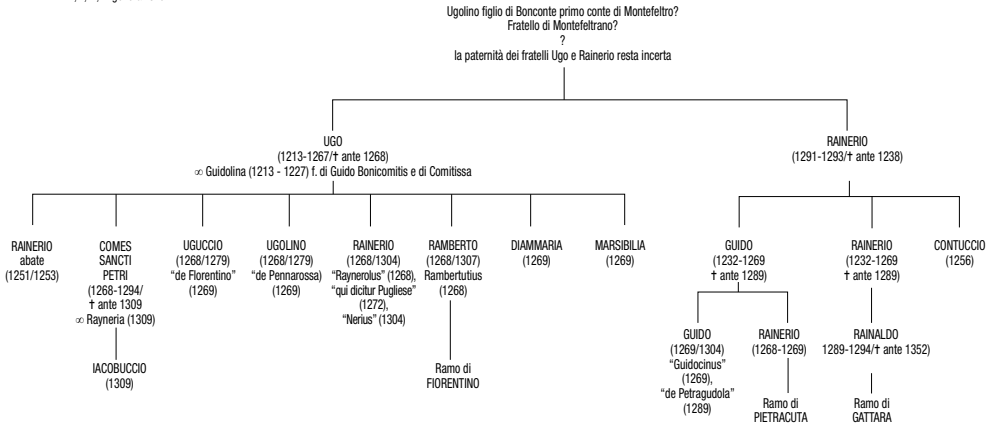 Ugolino figlio di Bonconte primo conte di Montefeltro?
Fratello di Montefeltrano?
?
la paternità dei fratelli Ugo e Rainerio resta incerta
UGO
(1213-1267/† ante 1268)
∞ Guidolina (1213 - 1227) f. di Guido Bonicomitis e di Comitissa
RAINERIO
(1291-1293/† ante 1238)
RAINERIO
abate
(1251/1253)
COMES
SANCTI
PETRI
(1268-1294/
† ante 1309
∞ Rayneria (1309)
UGUCCIO
(1268/1279)
“de Florentino”
(1269)
UGOLINO
(1268/1279)
“de Pennarossa)
(1269)
RAINERIO
(1268/1304)
“Raynerolus” (1268),
“qui dicitur Pugliese”
(1272),
“Nerius” (1304)
RAMBERTO
(1268/1307)
Rambertutius
(1268)
DIAMMARIA
(1269)
MARSIBILIA
(1269)
GUIDO
(1232-1269
† ante 1289)
RAINERIO
(1232-1269
† ante 1289)
CONTUCCIO
(1256)
IACOBUCCIO
(1309)
Ramo di
FIORENTINO
GUIDO
(1269/1304)
“Guidocinus”
(1269),
“de Petragudola”
(1289)
RAINERIO
(1268-1269)
RAINALDO
1289-1294/† ante 1352)
Ramo di
PIETRACUTA
Ramo di
GATTARA